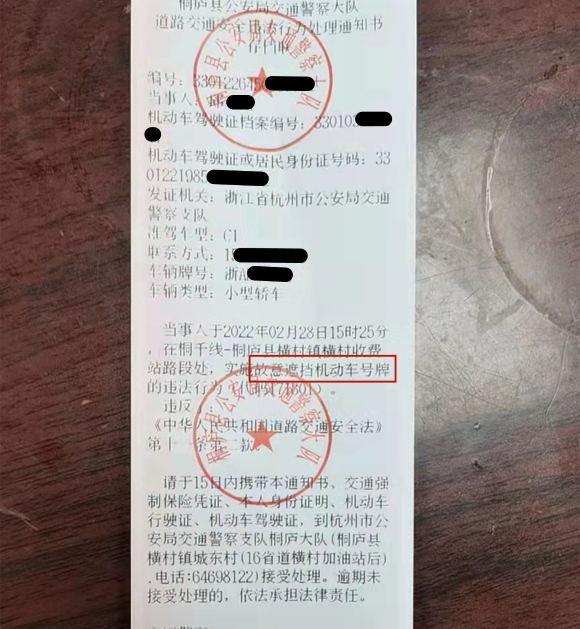 桐庐县公安局交通警察大队
道路交通安全违法行为处理通知书
存档联
编号: 33012264
当事人:
机动车驾驶证档案编号: 330103
机动车驾驶证或居民身份证号码: 33
01221985
发证机关: 浙江省杭州市公安局交通
警察支队
准驾车型: C1
联系方式: 1
车辆牌号: 浙A
车辆类型: 小型轿车
当事人于2022年02月28日15时25分
,在桐千线-桐庐县横村镇横村收费
站路段处,实施故意遮挡机动车号牌
的违法行为(代码71601)。
违反
《中华人民共和国道路交通安全法》
第十一条第二款
请于15日内携带本通知书、交通强
制保险凭证、本人身份证明、机动车
行驶证、机动车驾驶证,到杭州市公
安局交通警察支队桐庐大队(桐庐县
横村镇城东村(16省道横村加油站后)
.电话:64698122)接受处理。逾期未
接受处理的,依法承担法律责任。